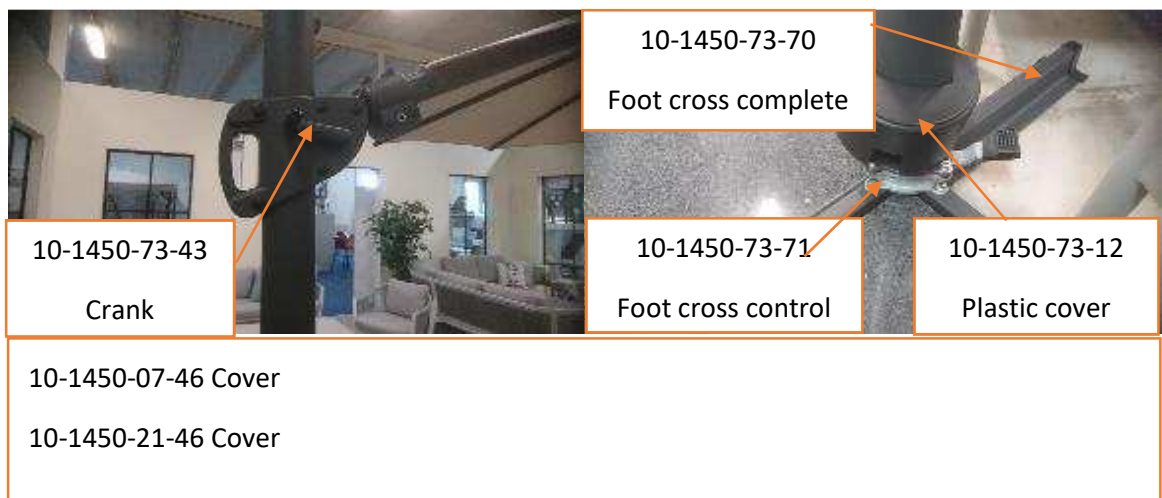 10-1450-73-70
Foot cross complete
10-1450-73-43
Crank
10-1450-73-71
Foot cross control
10-1450-73-12
Plastic cover
10-1450-07-46 Cover
10-1450-21-46 Cover